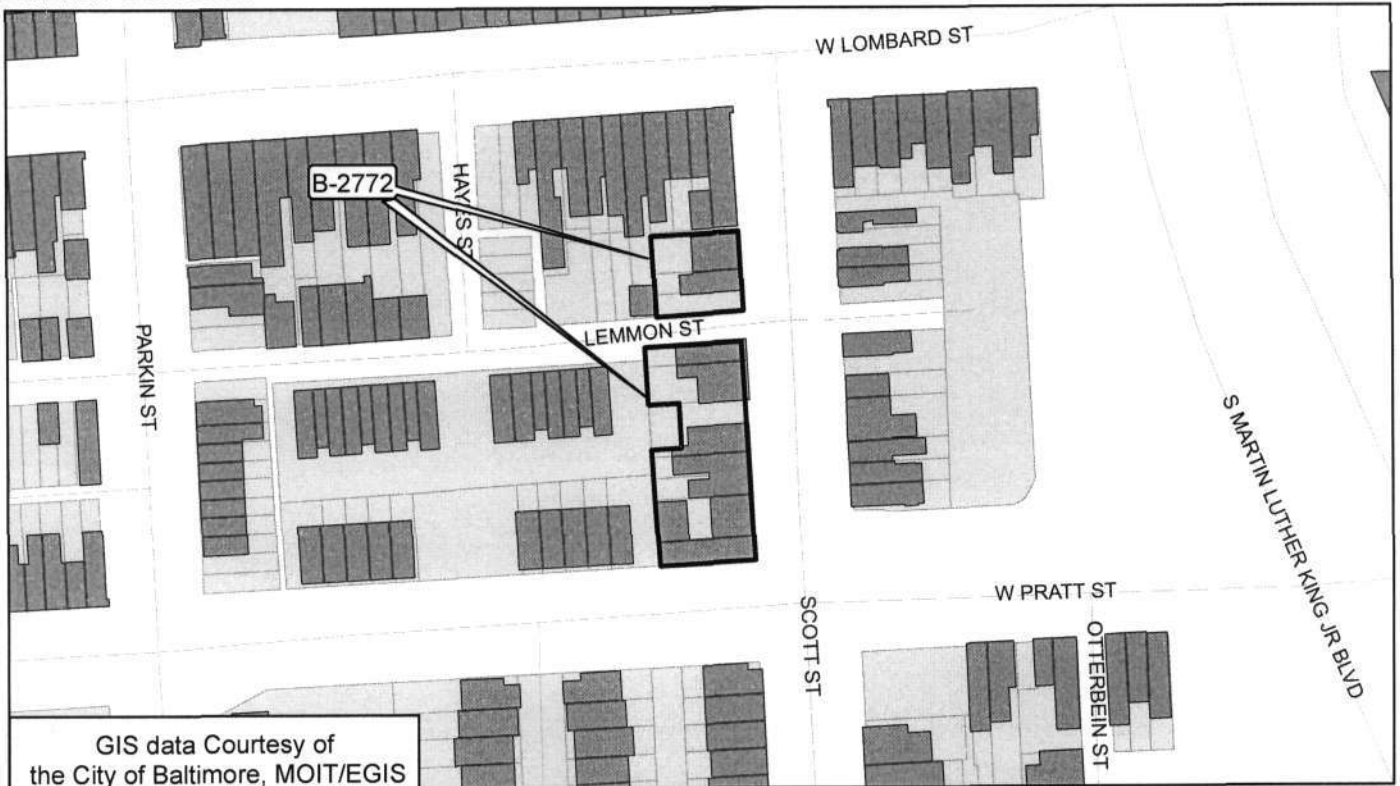 W LOMBARD ST
B-2772
HAYES ST
LEMMON ST
PARKIN ST
S MARTIN LUTHER KING JR BLVD
W PRATT ST
SCOTT ST
OTTERBEIN ST
GIS data Courtesy of
the City of Baltimore, MOIT/EGIS